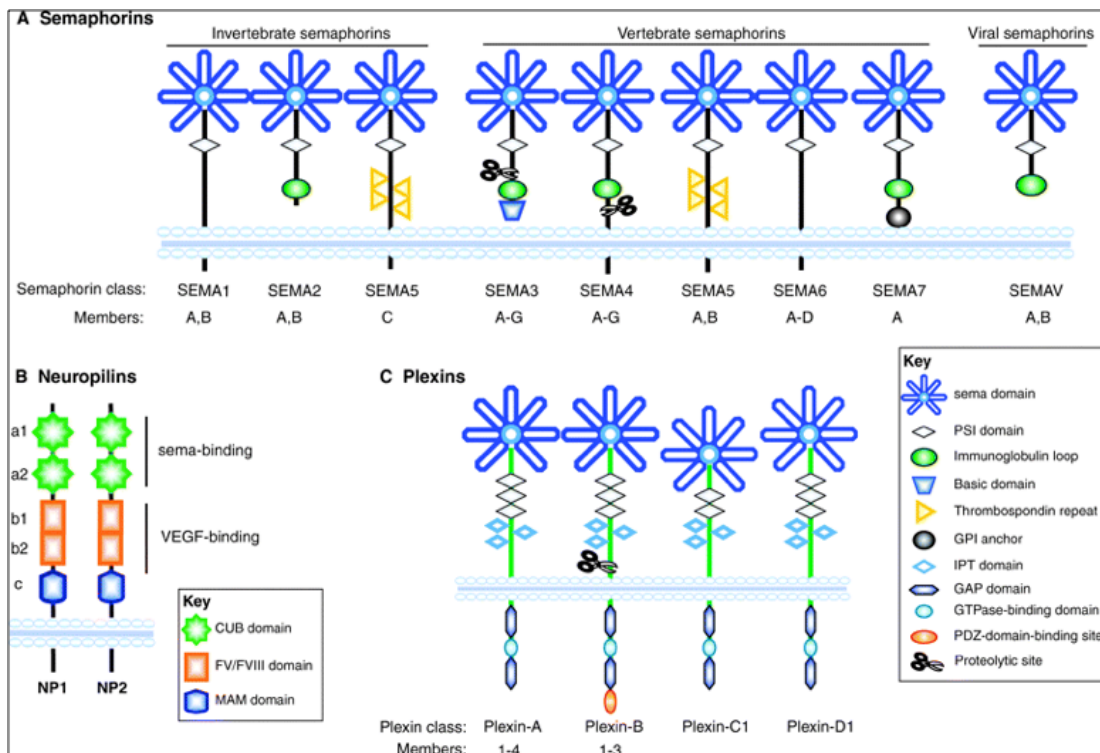 A Semaphorins
Invertebrate semaphorins Vertebrate semaphorins Viral semaphorins
Semaphorin class: SEMA1 SEMA2 SEMA5 SEMA3 SEMA4 SEMA5 SEMA6 SEMA7 SEMAV
Members: A,B A,B C A-G A-G A,B A-D A A,B
B Neuropilins
a1
a2
sema-binding
b1
b2
VEGF-binding
c
NP1 NP2
Key
CUB domain
FV/FVIII domain
MAM domain
C Plexins
Plexin class: Plexin-A Plexin-B Plexin-C1 Plexin-D1
Members: 1-4 1-3
Key
sema domain
PSI domain
Immunoglobulin loop
Basic domain
Thrombospondin repeat
GPI anchor
IPT domain
GAP domain
GTPase-binding domain
PDZ-domain-binding site
Proteolytic site